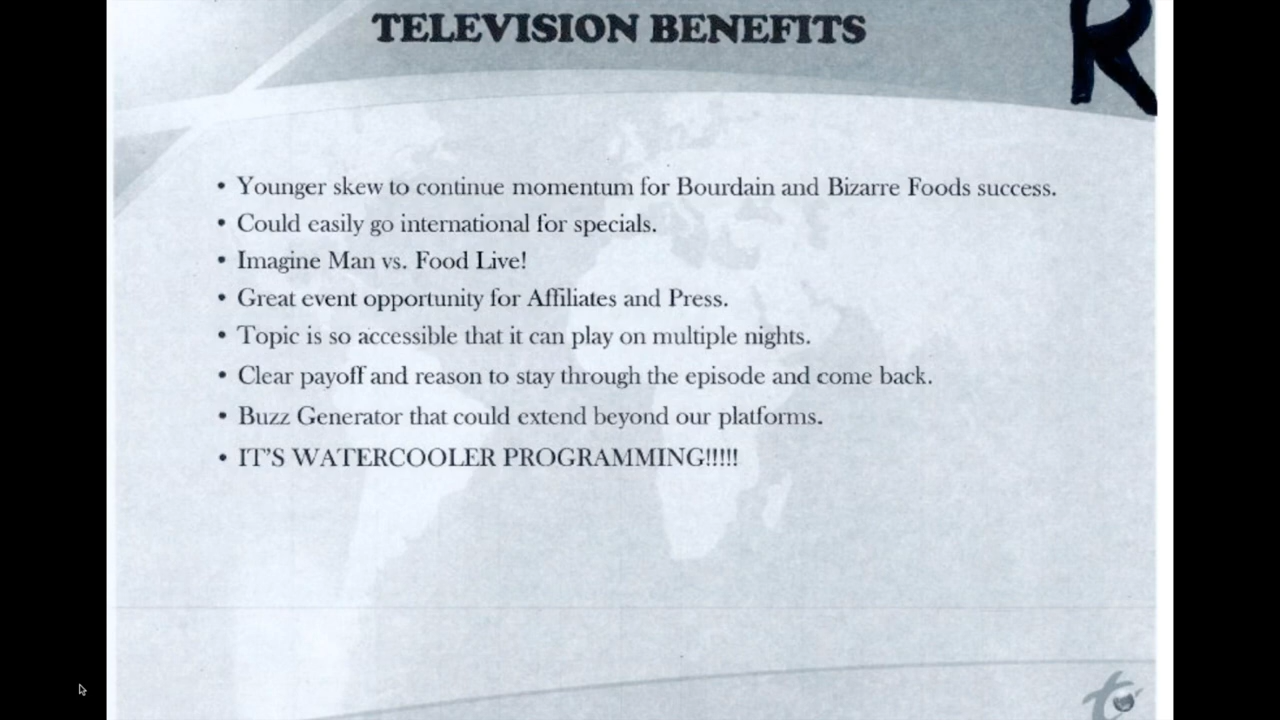 TELEVISION BENEFITS
R
• Younger skew to continue momentum for Bourdain and Bizarre Foods success.
• Could easily go international for specials.
• Imagine Man vs. Food Live!
• Great event opportunity for Affiliates and Press.
• Topic is so accessible that it can play on multiple nights.
• Clear payoff and reason to stay through the episode and come back.
• Buzz Generator that could extend beyond our platforms.
• IT'S WATERCOOLER PROGRAMMING!!!!!